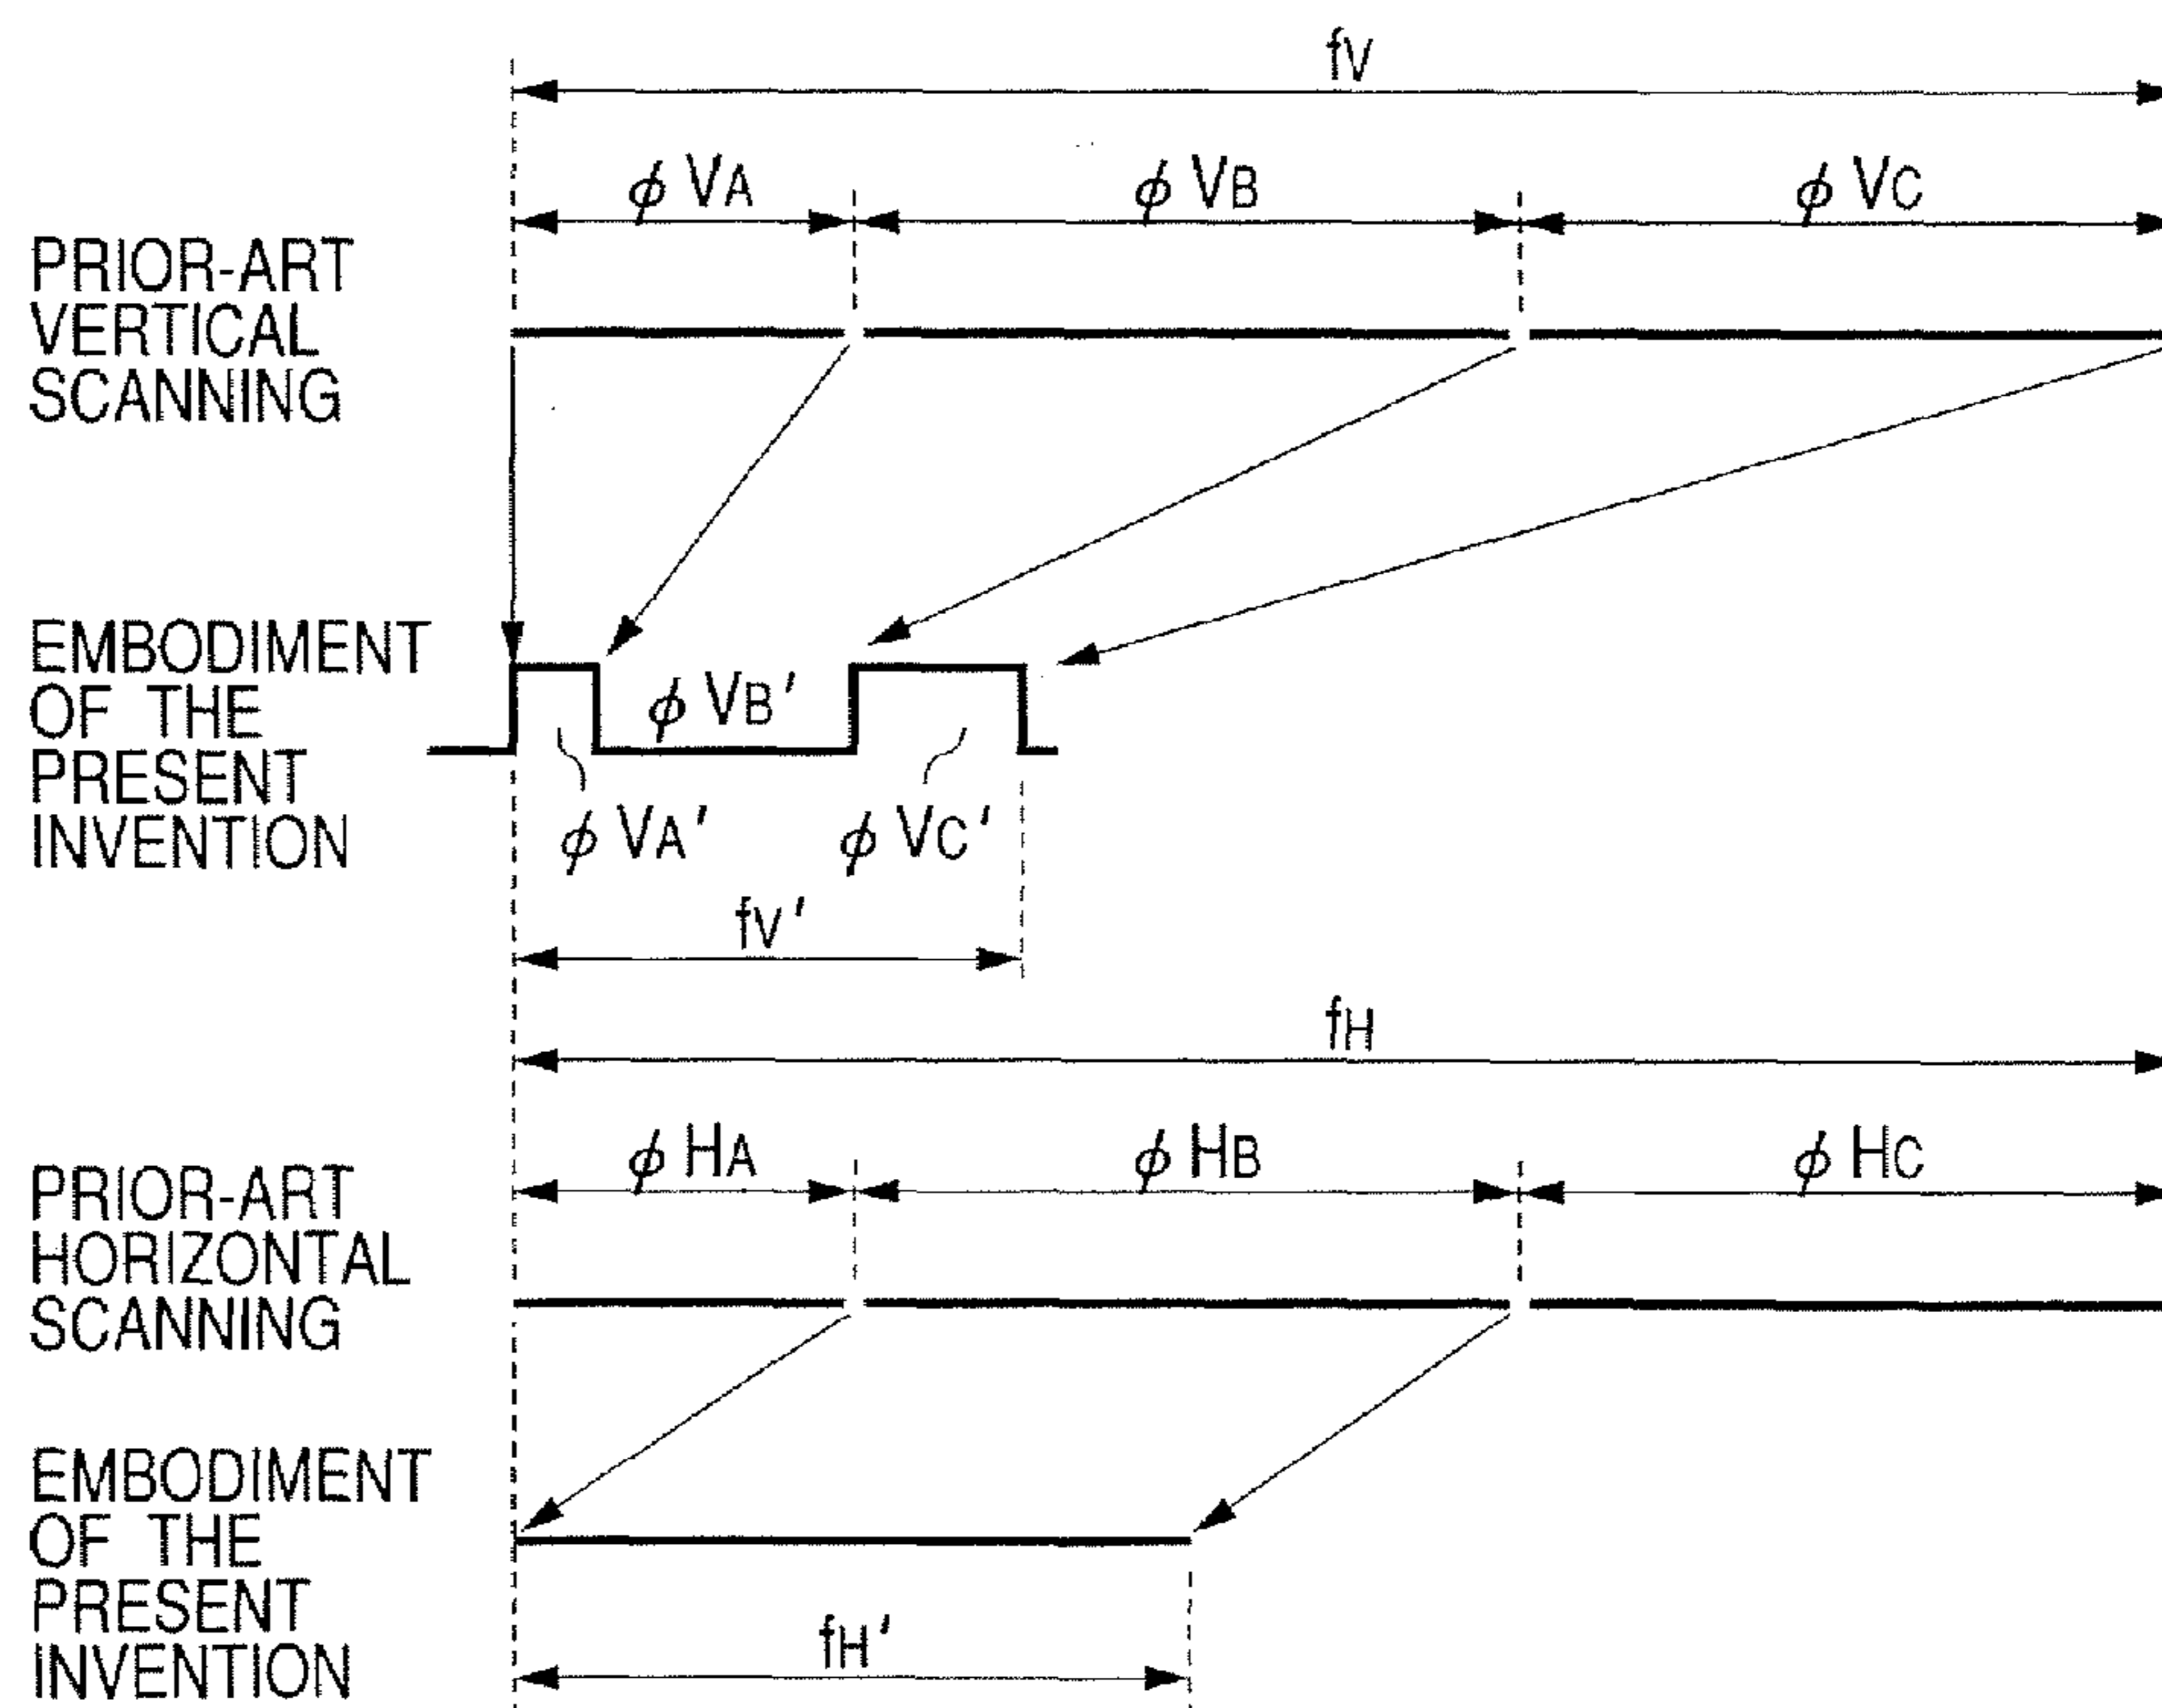 fV
ϕ VA ϕ VB ϕ VC
PRIOR-ART
VERTICAL
SCANNING
EMBODIMENT
OF THE
PRESENT
INVENTION
ϕ VB'
ϕ VA' ϕ VC'
fV'
fH
ϕ HA ϕ HB ϕ HC
PRIOR-ART
HORIZONTAL
SCANNING
EMBODIMENT
OF THE
PRESENT
INVENTION
fH'